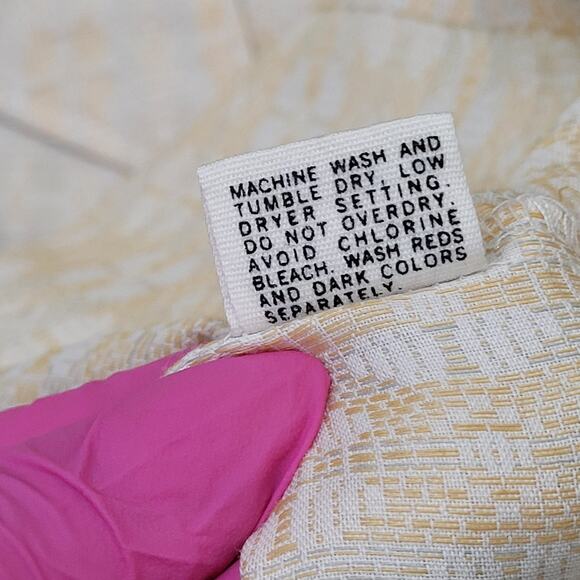 MACHINE WASH AND
TUMBLE DRY, LOW
DRYER SETTING.
DO NOT OVERDRY.
AVOID CHLORINE
BLEACH. WASH REDS
AND DARK COLORS
SEPARATELY.